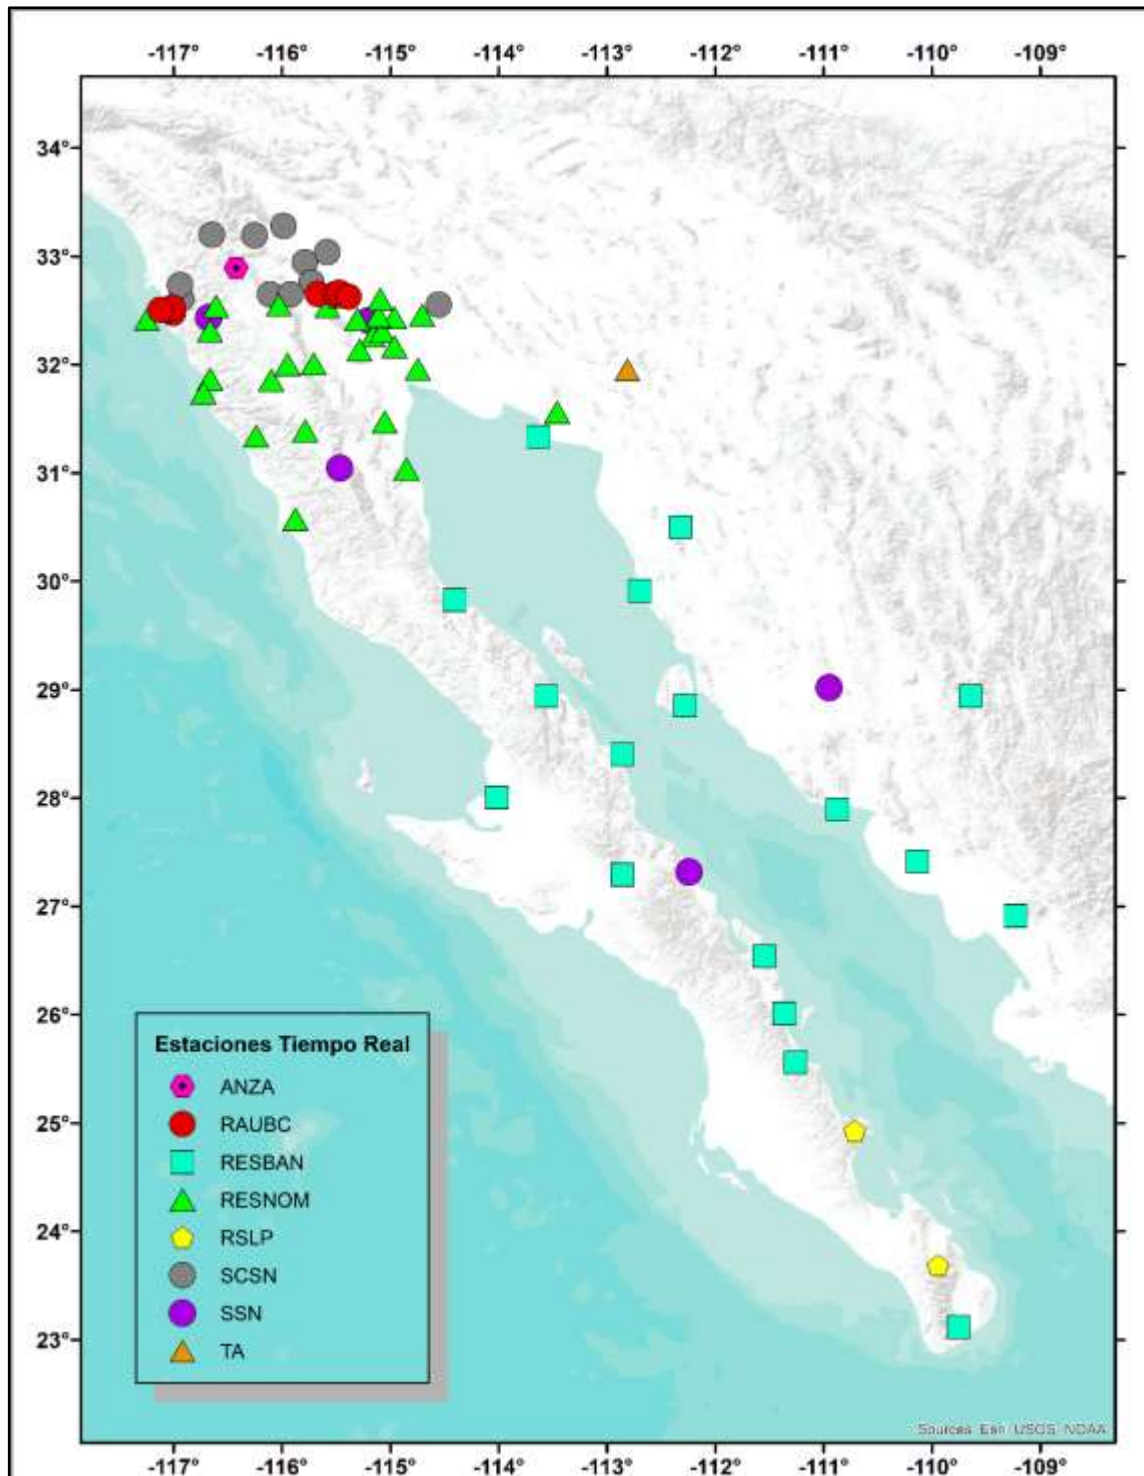 -117° -116° -115° -114° -113° -112° -111° -110° -109°
34°
33°
32°
31°
30°
29°
28°
27°
26°
25°
24°
23°
Estaciones Tiempo Real
ANZA
RAUBC
RESBAN
RESNOM
RSLP
SCSN
SSN
TA
Sources: Esri, USGS, NOAA
-117° -116° -115° -114° -113° -112° -111° -110° -109°